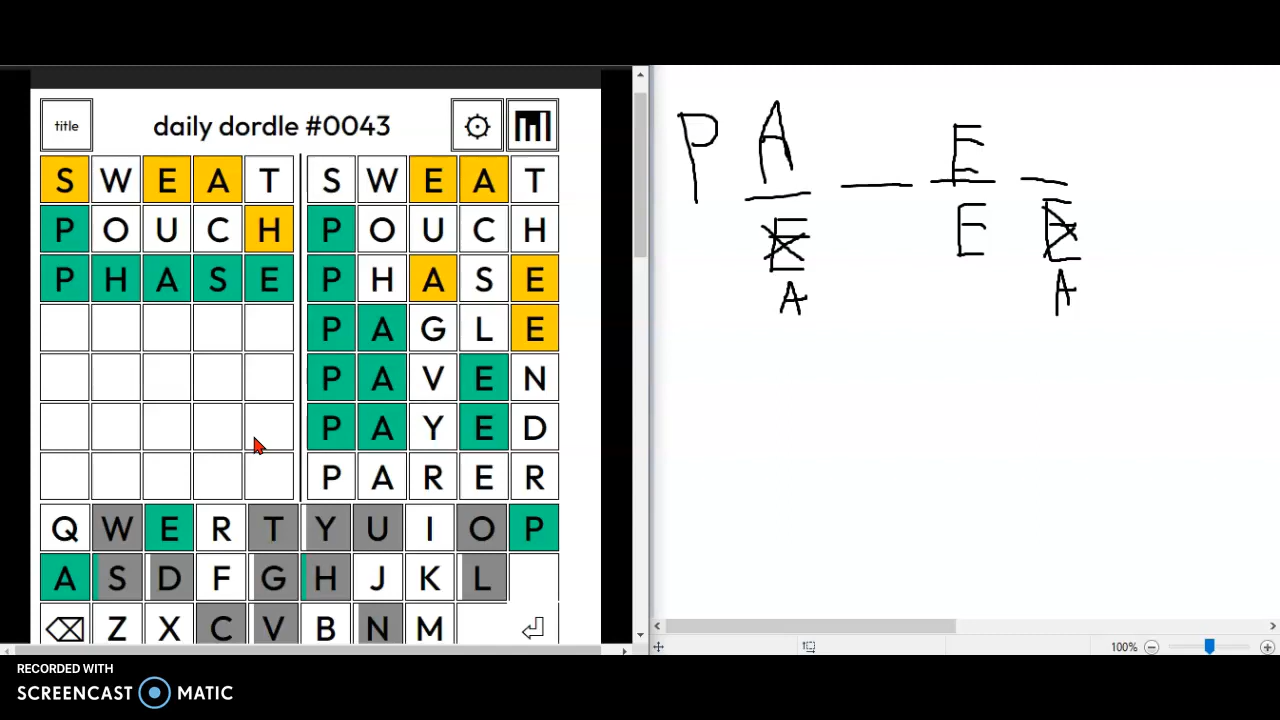 title
daily dordle #0043
S W E A T S W E A T
P O U C H P O U C H
P H A S E P H A S E
P A G L E
P A V E N
P A Y E D
P A R E R
Q W E R T Y U I O P
A S D F G H J K L
Z X C V B N M
P A E
E E E
A A
100%
RECORDED WITH
SCREENCAST MATIC